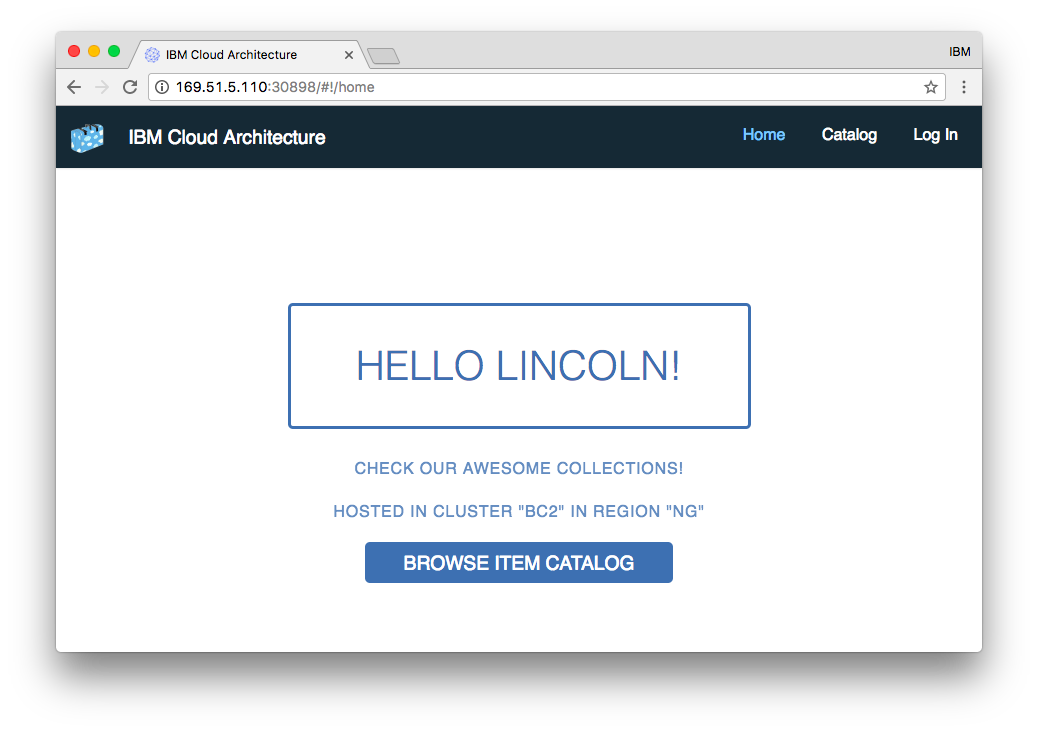 IBM Cloud Architecture
IBM
169.51.5.110:30898/#!/home
IBM Cloud Architecture Home Catalog Log In
HELLO LINCOLN!
CHECK OUR AWESOME COLLECTIONS!
HOSTED IN CLUSTER "BC2" IN REGION "NG"
BROWSE ITEM CATALOG